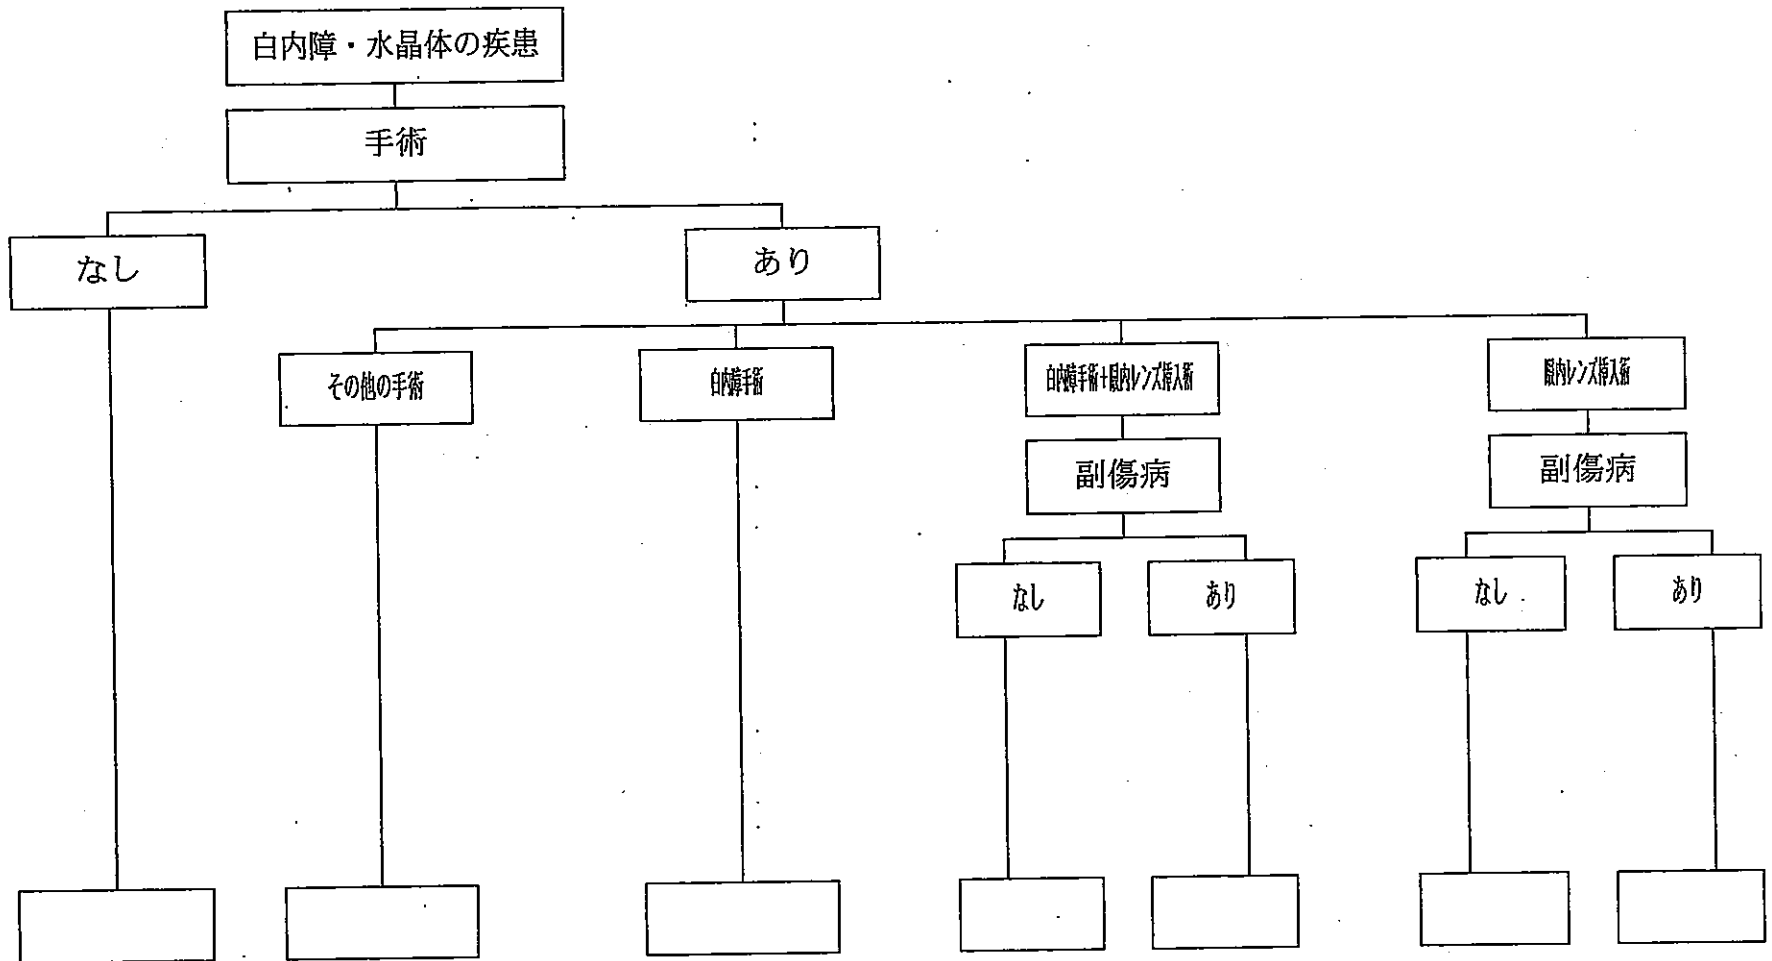 白内障・水晶体の疾患
手術
なし
あり
その他の手術
白内障手術
白内障手術+眼内レンズ挿入術
眼内レンズ挿入術
副傷病
副傷病
なし
あり
なし
あり